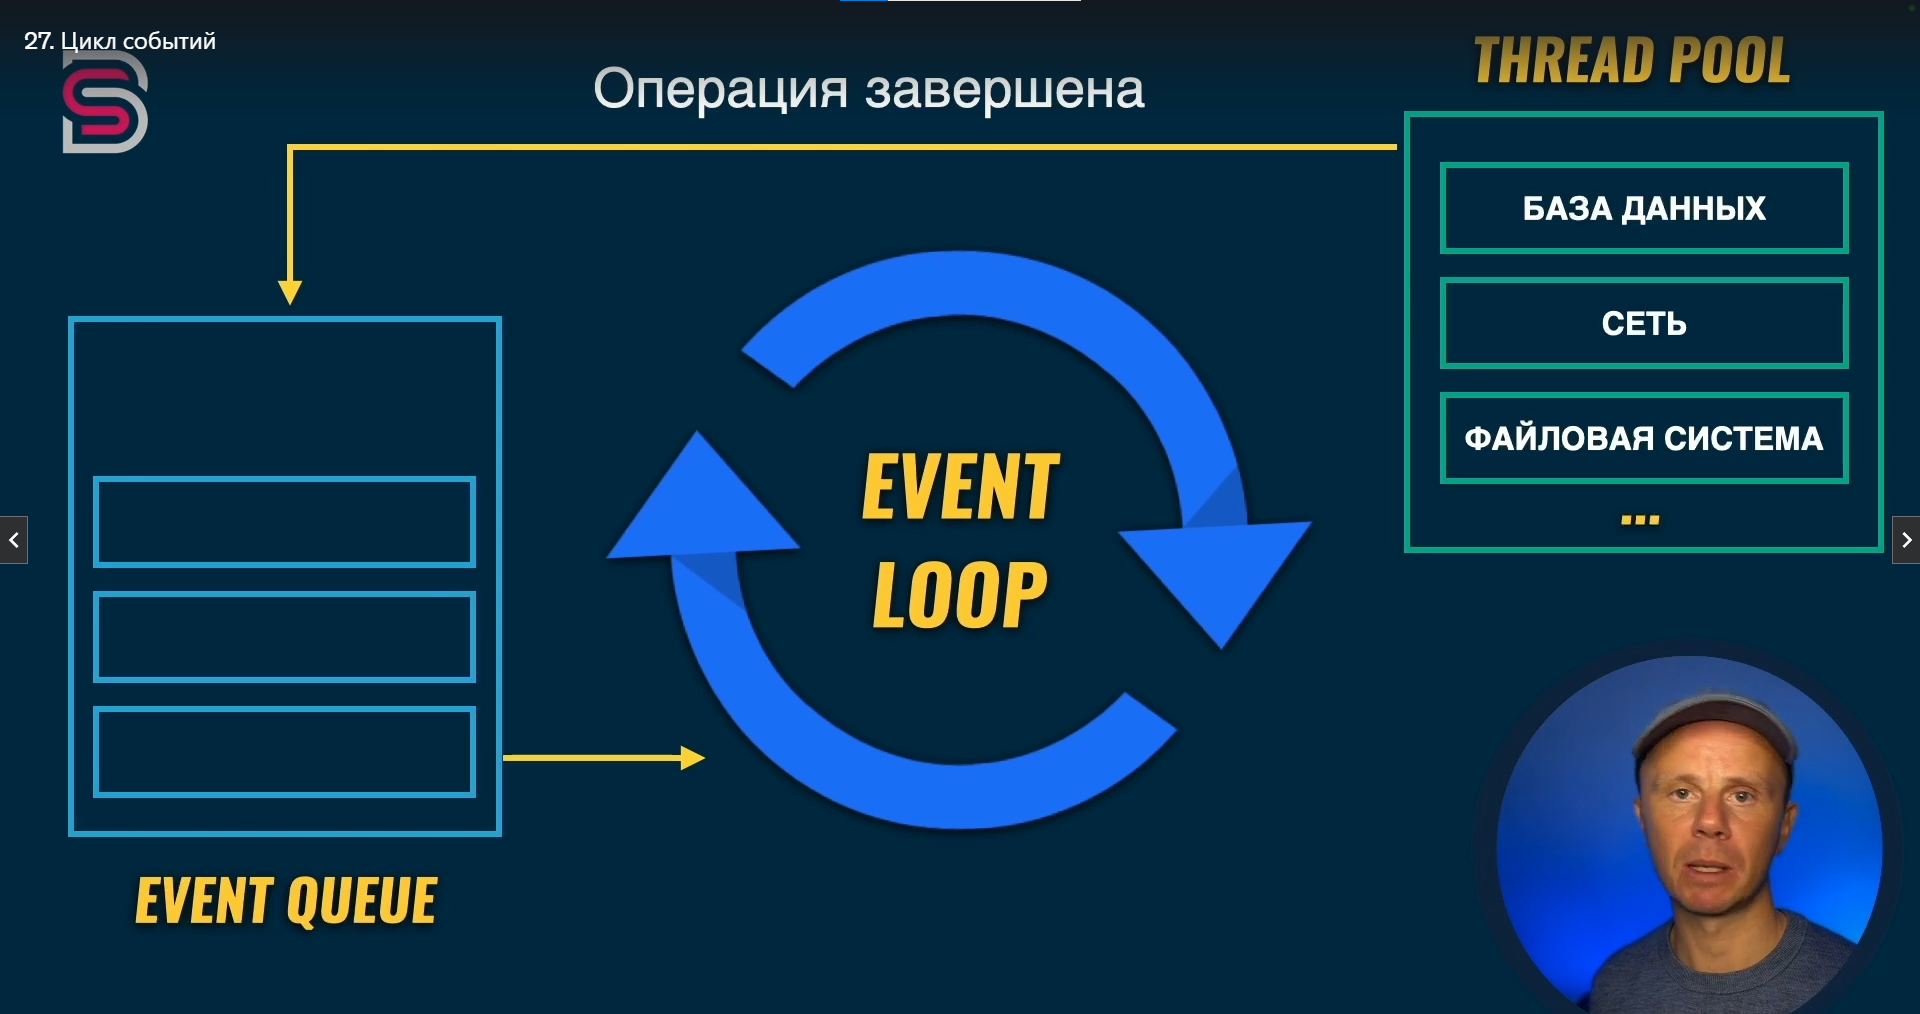 27. Цикл событий
Операция завершена
THREAD POOL
БАЗА ДАННЫХ
СЕТЬ
ФАЙЛОВАЯ СИСТЕМА
...
EVENT
LOOP
EVENT QUEUE